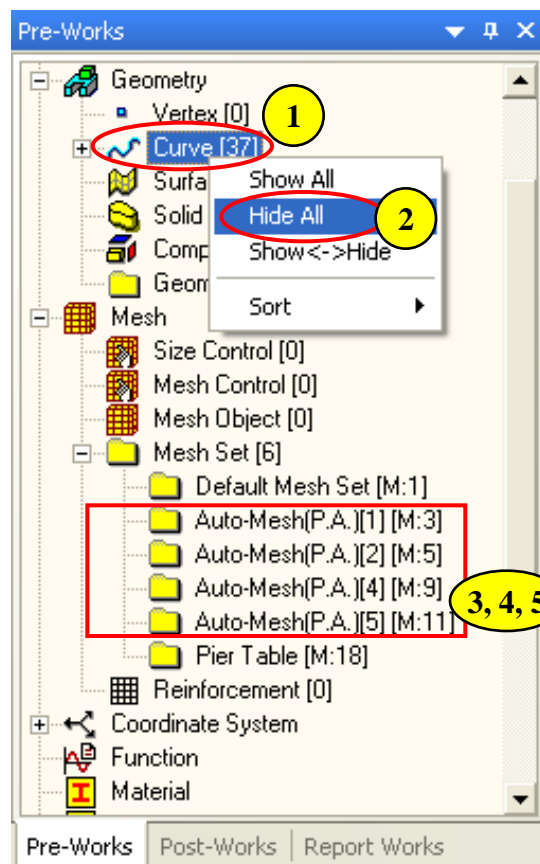 Pre-Works
Geometry
Vertex [0]
1
Curve [37]
Surfa
Show All
Solid
Hide All
2
Comp
Show<->Hide
Geom
Sort
Mesh
Size Control [0]
Mesh Control [0]
Mesh Object [0]
Mesh Set [6]
Default Mesh Set [M:1]
Auto-Mesh(P.A.)[1] [M:3]
Auto-Mesh(P.A.)[2] [M:5]
Auto-Mesh(P.A.)[4] [M:9]
Auto-Mesh(P.A.)[5] [M:11]
3, 4, 5
Pier Table [M:18]
Reinforcement [0]
Coordinate System
Function
Material
Pre-Works Post-Works Report Works